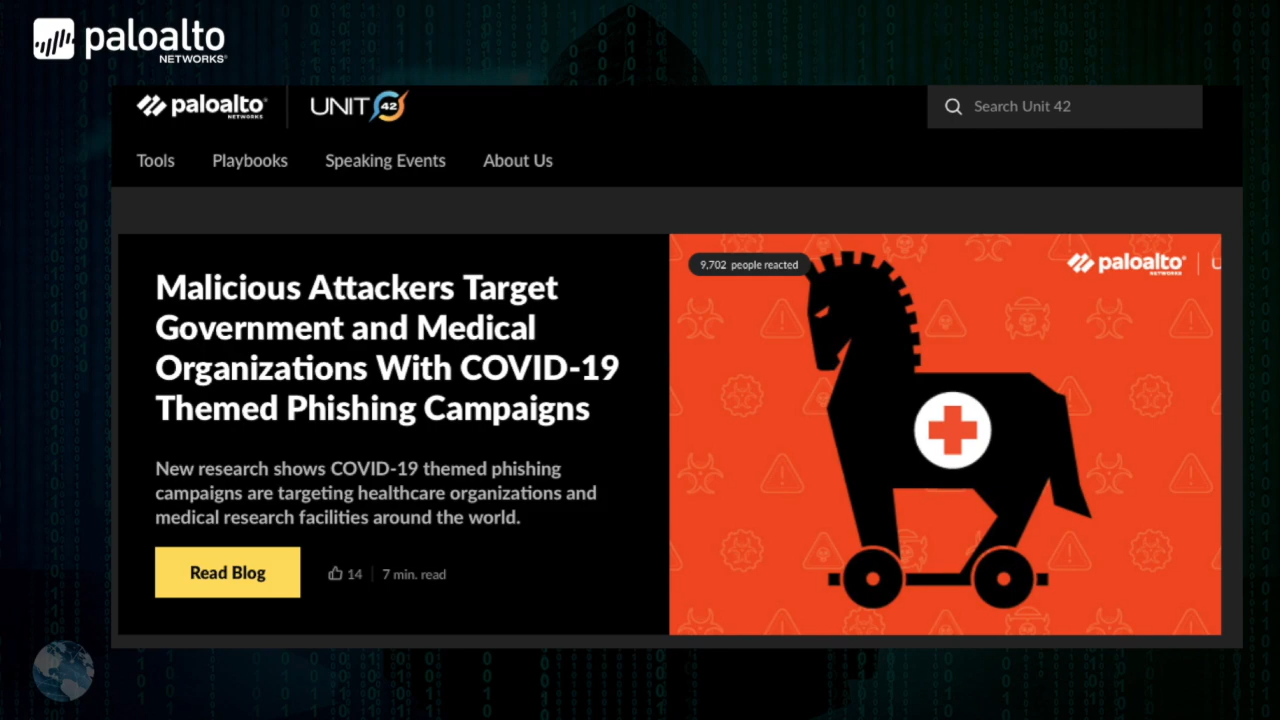 paloalto
NETWORKS
paloalto
NETWORKS
UNIT 42
Search Unit 42
Tools
Playbooks
Speaking Events
About Us
Malicious Attackers Target
Government and Medical
Organizations With COVID-19
Themed Phishing Campaigns
New research shows COVID-19 themed phishing
campaigns are targeting healthcare organizations and
medical research facilities around the world.
Read Blog
14
7 min. read
9,702 people reacted
paloalto
NETWORKS